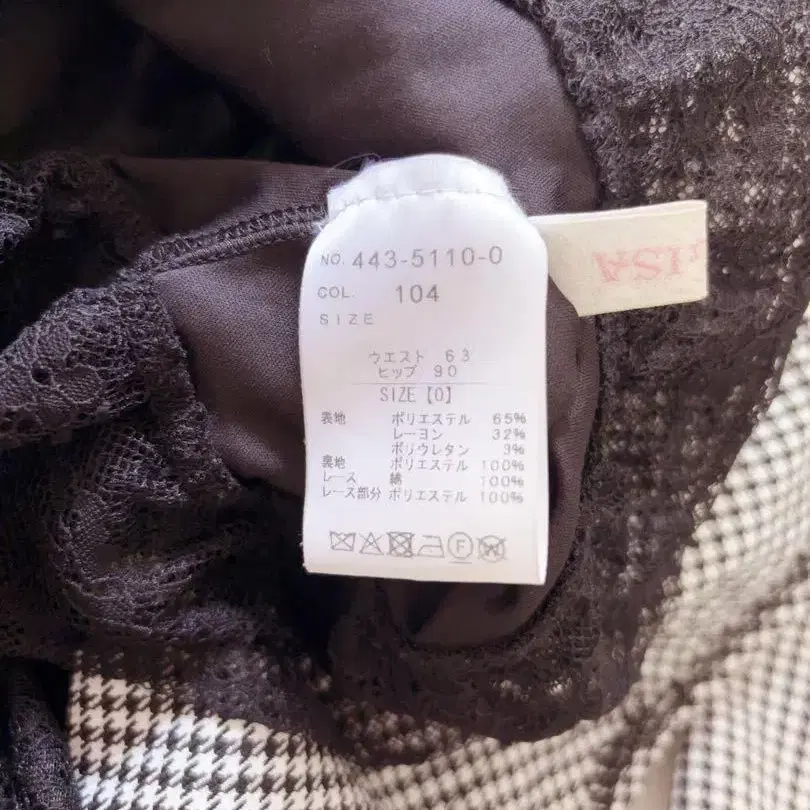 NO. 443-5110-0
COL. 104
SIZE
ウエスト 63
ヒップ 90
SIZE【0】
表地 ポリエステル 65%
レーヨン 32%
ポリウレタン 3%
裏地 ポリエステル 100%
レース 綿 100%
レース部分 ポリエステル 100%
F
W